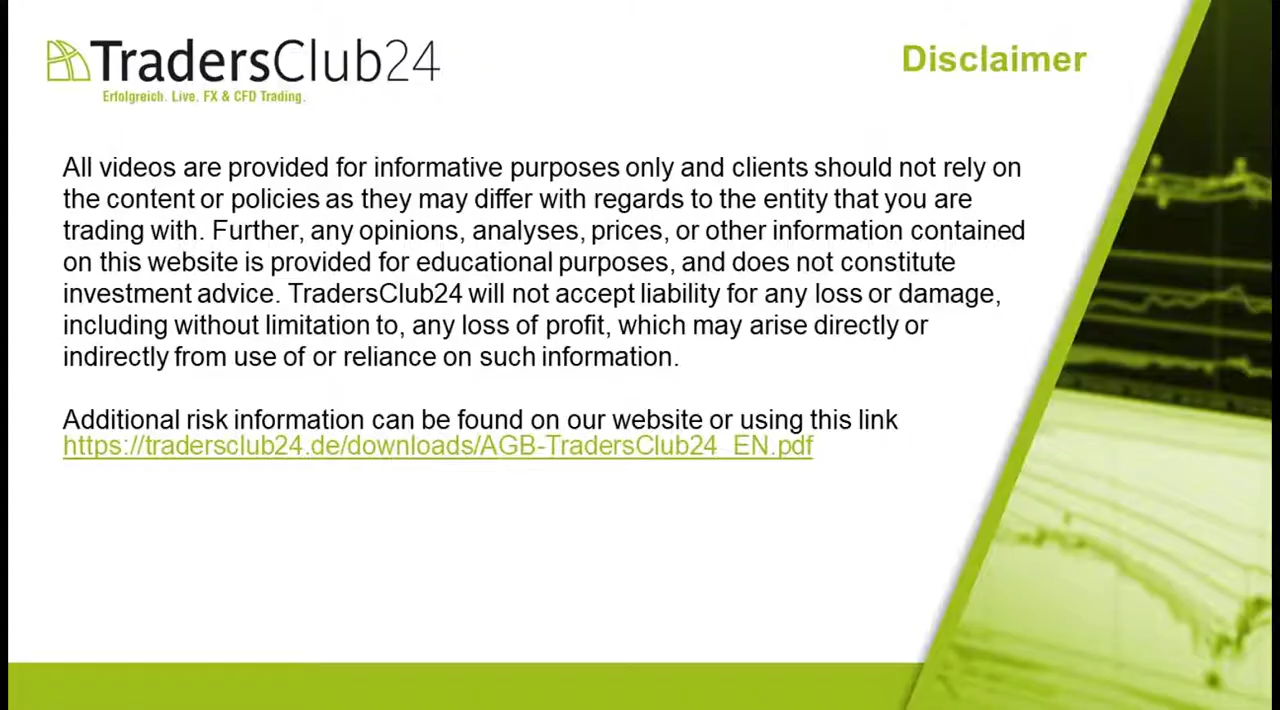 TradersClub24
Erfolgreich. Live. FX & CFD Trading.
Disclaimer
All videos are provided for informative purposes only and clients should not rely on
the content or policies as they may differ with regards to the entity that you are
trading with. Further, any opinions, analyses, prices, or other information contained
on this website is provided for educational purposes, and does not constitute
investment advice. TradersClub24 will not accept liability for any loss or damage,
including without limitation to, any loss of profit, which may arise directly or
indirectly from use of or reliance on such information.
Additional risk information can be found on our website or using this link
https://tradersclub24.de/downloads/AGB-TradersClub24_EN.pdf